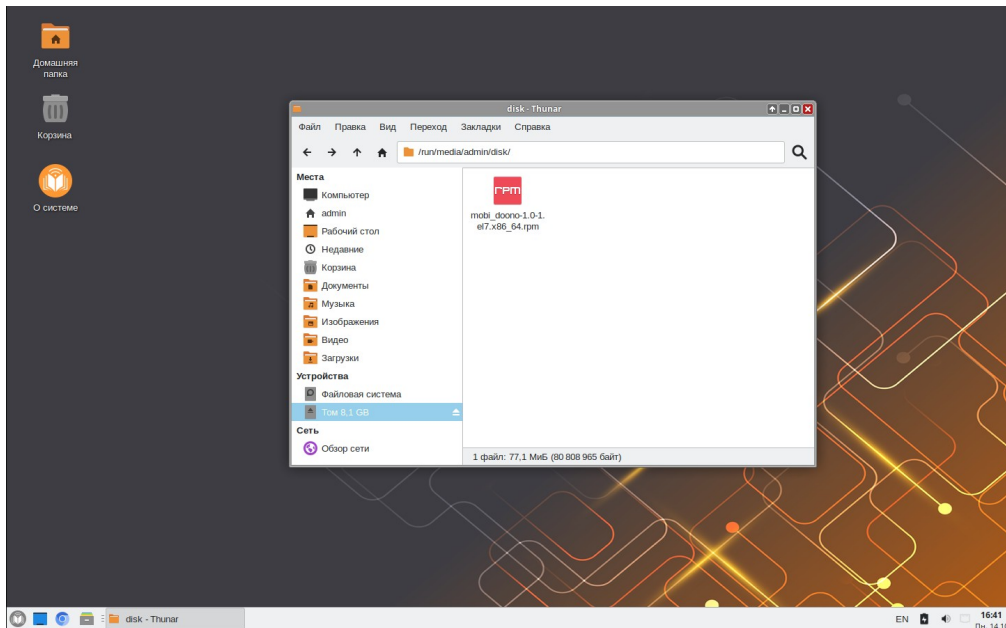 Домашняя
папка
Корзина
О системе
disk - Thunar
Файл Правка Вид Переход Закладки Справка
/run/media/admin/disk/
Места
Компьютер
admin
Рабочий стол
Недавние
Корзина
Документы
Музыка
Изображения
Видео
Загрузки
Устройства
Файловая система
Том 8,1 GB
Сеть
Обзор сети
rpm
mobi_doono-1.0-1.
el7.x86_64.rpm
1 файл: 77,1 МиБ (80 808 965 байт)
disk - Thunar
EN
16:41
Пн, 14